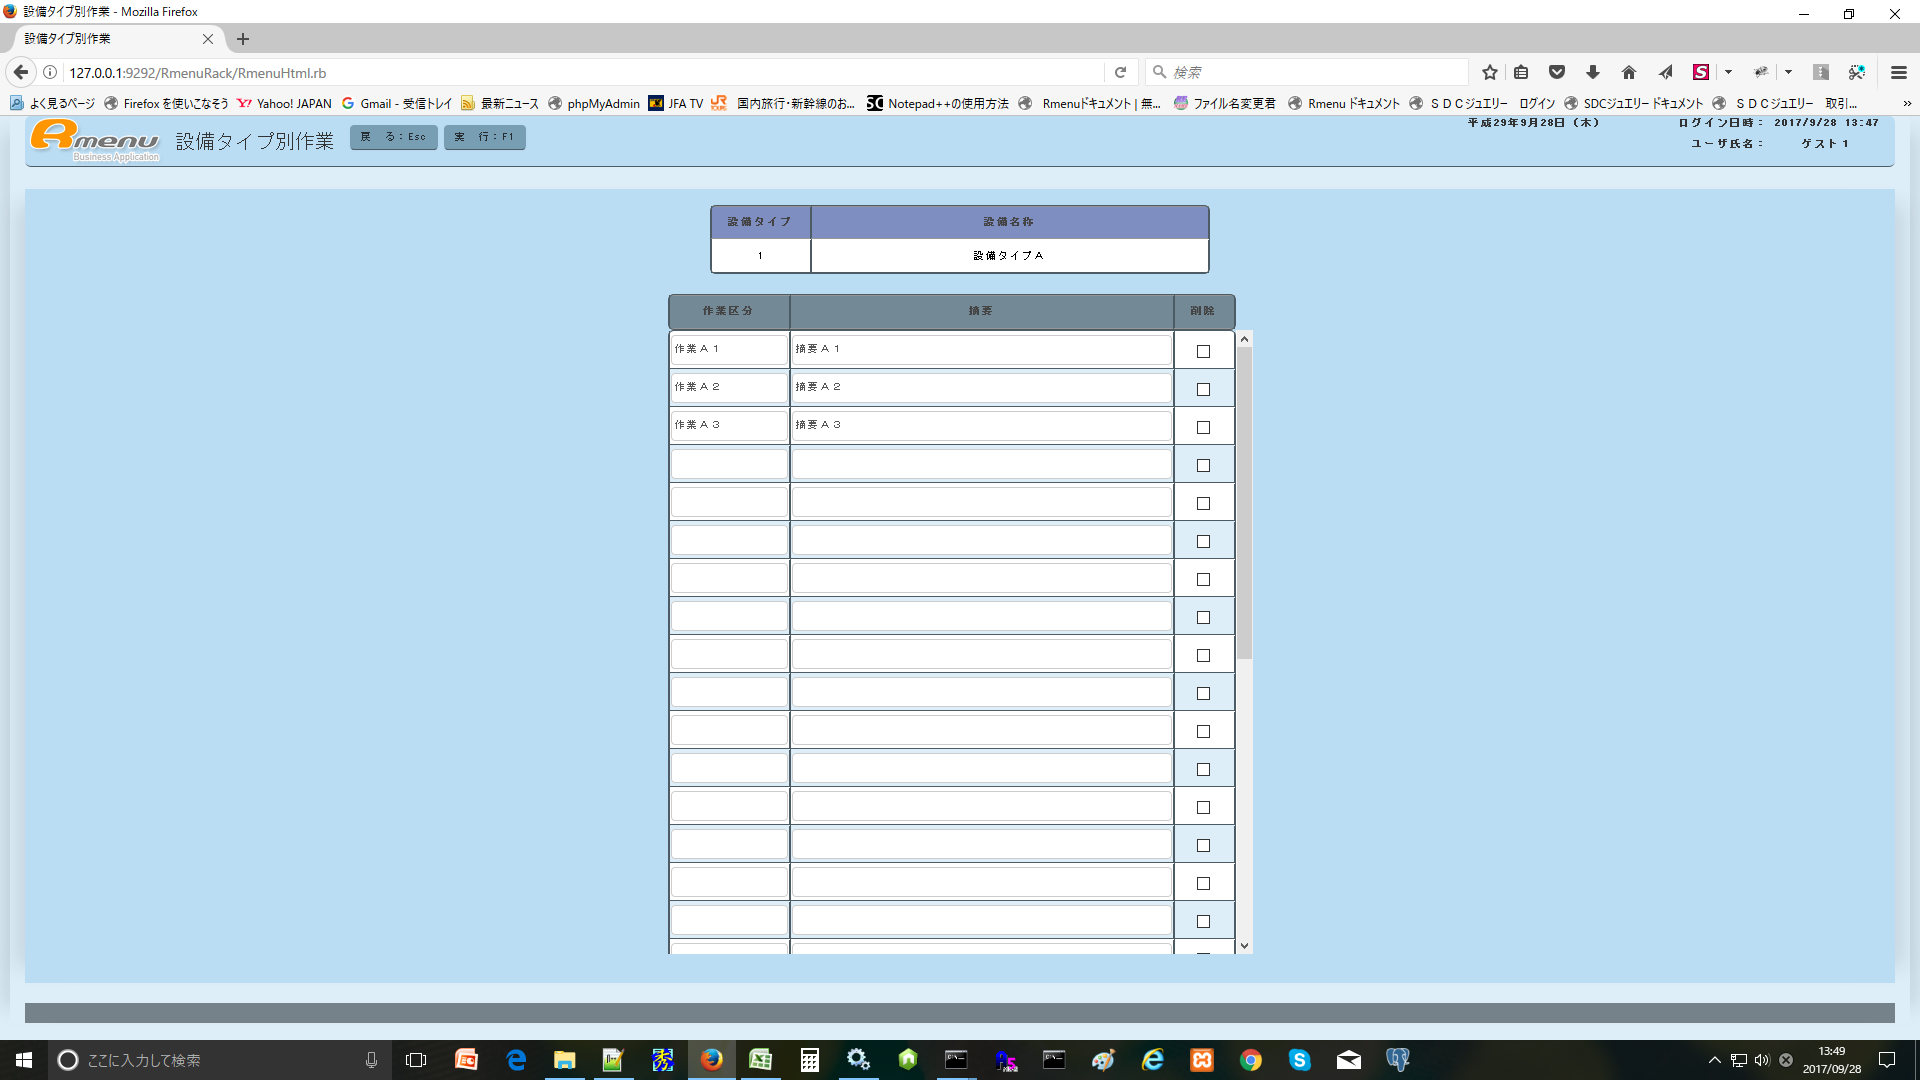 設備タイプ別作業 - Mozilla Firefox
設備タイプ別作業
127.0.0.1:9292/RmenuRack/RmenuHtml.rb
検索
よく見るページ Firefox を使いこなそう Yahoo! JAPAN Gmail - 受信トレイ 最新ニュース phpMyAdmin JFA TV 国内旅行・新幹線のお... Notepad++の使用方法 Rmenuドキュメント | 無... ファイル名変更君 Rmenu ドキュメント ＳＤＣジュエリー ログイン SDCジュエリー ドキュメント ＳＤＣジュエリー 取引... »
Rmenu
Business Application
設備タイプ別作業
戻 る：Esc
実 行：F1
平成29年9月28日（木）
ログイン日時： 2017/9/28 13:47
ユーザ氏名： ゲスト１
設備タイプ 設備名称
1 設備タイプＡ
作業区分 摘要 削除
作業Ａ１ 摘要Ａ１
作業Ａ２ 摘要Ａ２
作業Ａ３ 摘要Ａ３
ここに入力して検索
13:49
2017/09/28